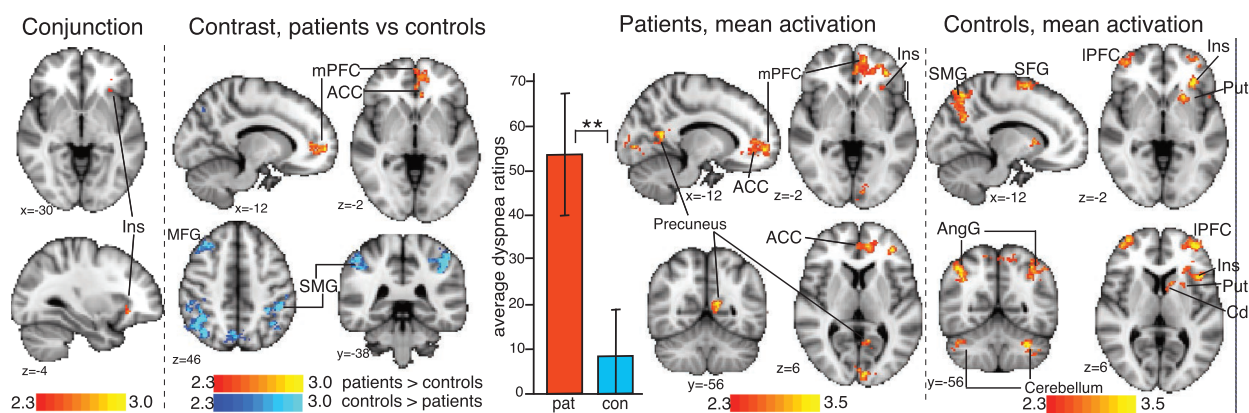 Conjunction
x=-30
Ins
z=-4
2.3 3.0
Contrast, patients vs controls
mPFC
ACC
x=-12
z=-2
MFG
SMG
z=46
y=-38
2.3 3.0 patients > controls
2.3 3.0 controls > patients
average dyspnea ratings
70
60
50
40
30
20
10
0
**
pat con
Patients, mean activation
mPFC
Ins
ACC
x=-12
z=-2
Precuneus
ACC
y=-56
z=6
2.3 3.5
Controls, mean activation
SMG
SFG
lPFC
Ins
Put
x=-12
z=-2
AngG
lPFC
Ins
Put
Cd
y=-56
Cerebellum
z=6
2.3 3.5